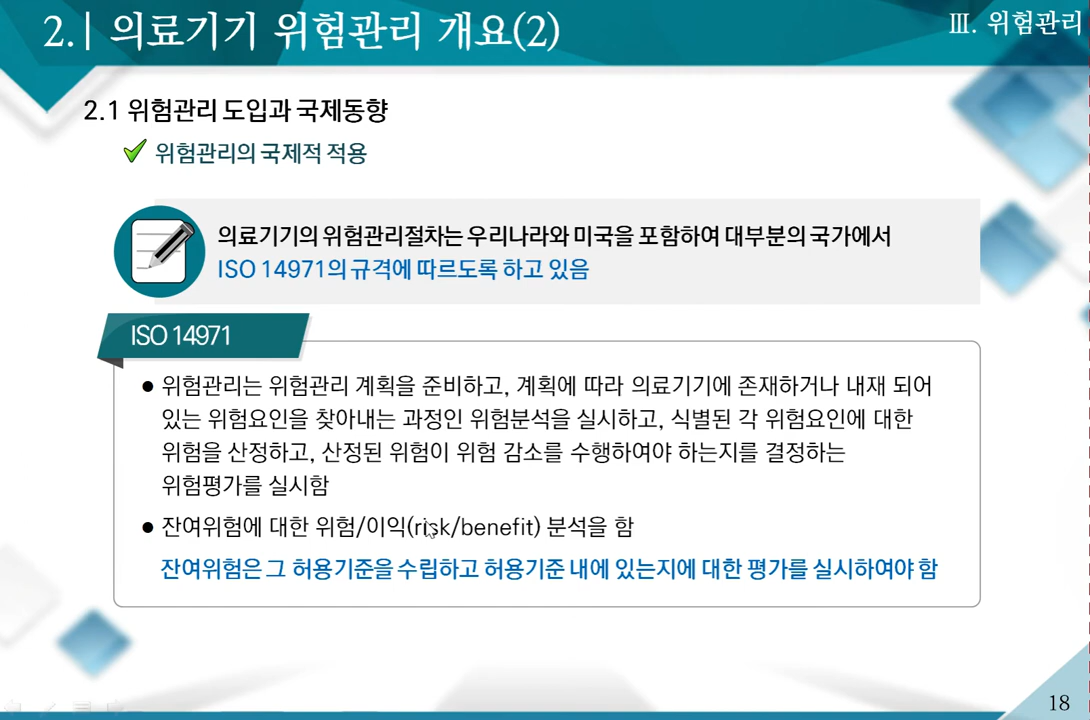 2.| 의료기기 위험관리 개요(2)
Ⅲ. 위험관리
2.1 위험관리 도입과 국제동향
위험관리의 국제적 적용
의료기기의 위험관리절차는 우리나라와 미국을 포함하여 대부분의 국가에서
ISO 14971의 규격에 따르도록 하고 있음
ISO 14971
● 위험관리는 위험관리 계획을 준비하고, 계획에 따라 의료기기에 존재하거나 내재 되어
있는 위험요인을 찾아내는 과정인 위험분석을 실시하고, 식별된 각 위험요인에 대한
위험을 산정하고, 산정된 위험이 위험 감소를 수행하여야 하는지를 결정하는
위험평가를 실시함
● 잔여위험에 대한 위험/이익(risk/benefit) 분석을 함
잔여위험은 그 허용기준을 수립하고 허용기준 내에 있는지에 대한 평가를 실시하여야 함
18